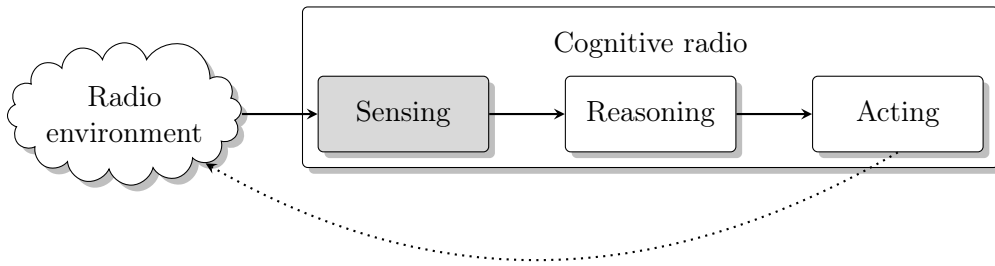 Cognitive radio
Radio
environment
Sensing
Reasoning
Acting